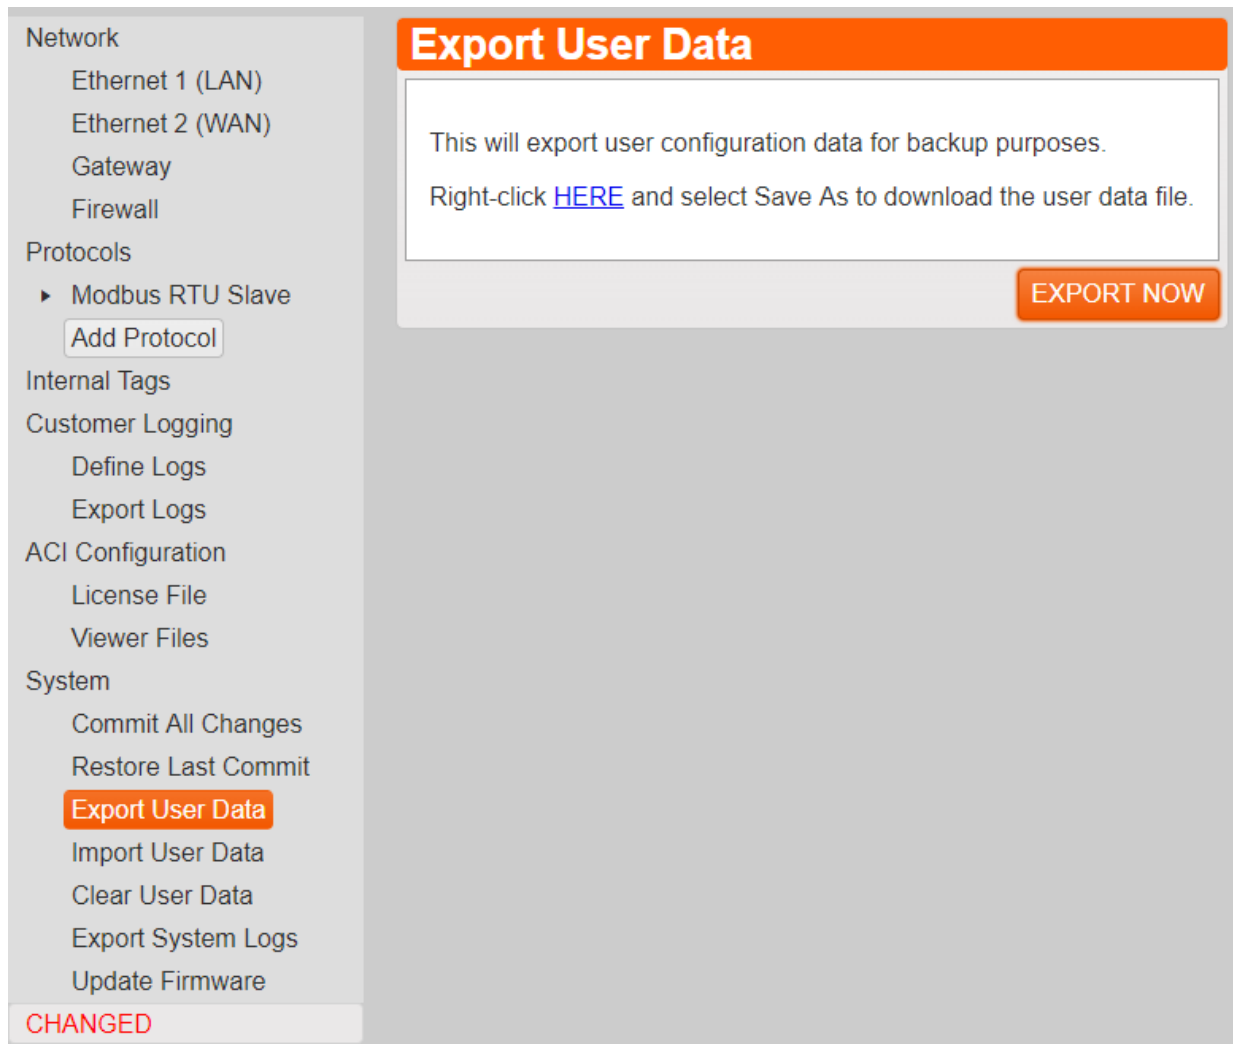 Network
Ethernet 1 (LAN)
Ethernet 2 (WAN)
Gateway
Firewall
Protocols
Modbus RTU Slave
Add Protocol
Internal Tags
Customer Logging
Define Logs
Export Logs
ACI Configuration
License File
Viewer Files
System
Commit All Changes
Restore Last Commit
Export User Data
Import User Data
Clear User Data
Export System Logs
Update Firmware
CHANGED
Export User Data
This will export user configuration data for backup purposes.
Right-click HERE and select Save As to download the user data file.
EXPORT NOW